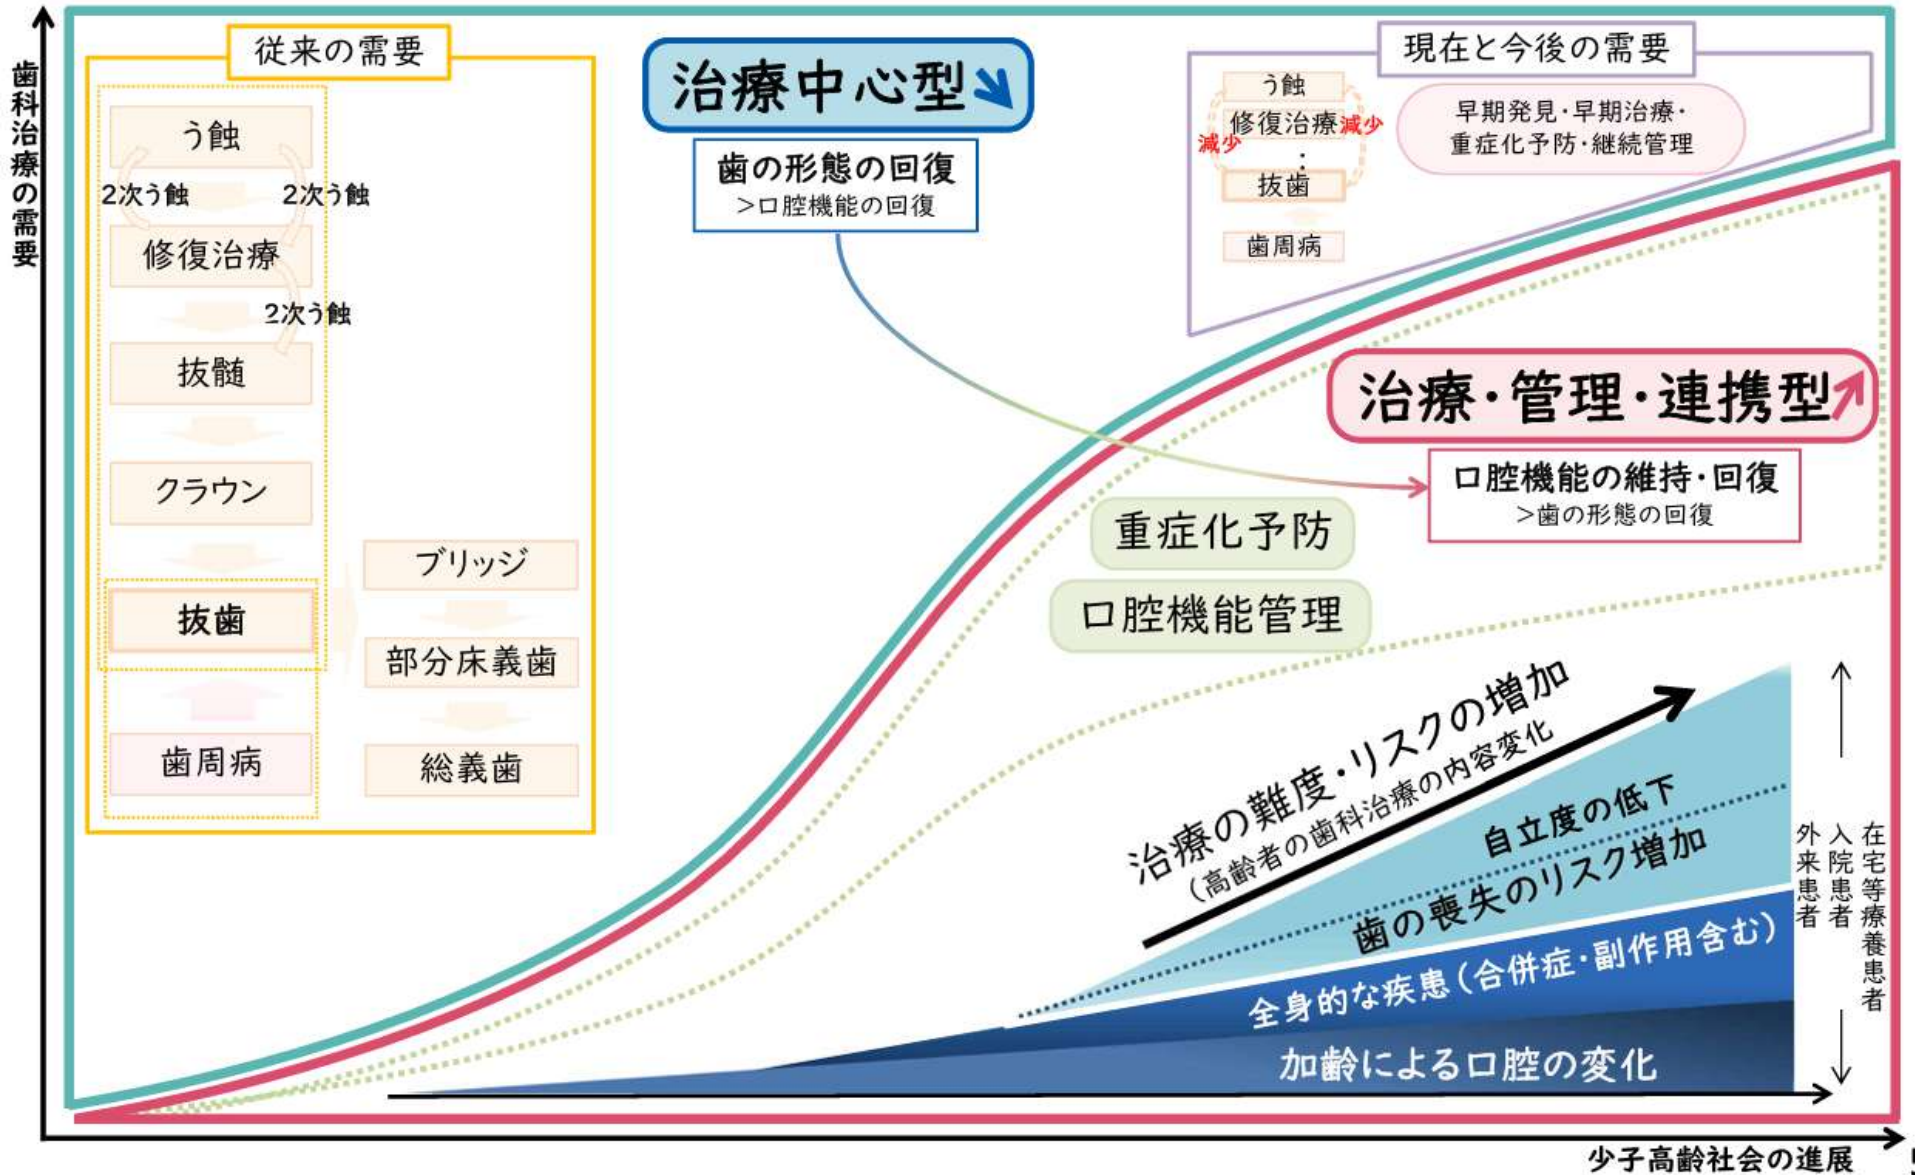 歯科治療の需要
従来の需要
う蝕
2次う蝕
2次う蝕
修復治療
2次う蝕
抜髄
クラウン
抜歯
歯周病
ブリッジ
部分床義歯
総義歯
治療中心型
歯の形態の回復
>口腔機能の回復
現在と今後の需要
う蝕
修復治療
減少
減少
⋮
抜歯
歯周病
早期発見・早期治療・
重症化予防・継続管理
治療・管理・連携型
口腔機能の維持・回復
>歯の形態の回復
重症化予防
口腔機能管理
治療の難度・リスクの増加
(高齢者の歯科治療の内容変化
自立度の低下
歯の喪失のリスク増加
全身的な疾患(合併症・副作用含む)
加齢による口腔の変化
外来患者
入院患者
在宅等療養患者
少子高齢社会の進展